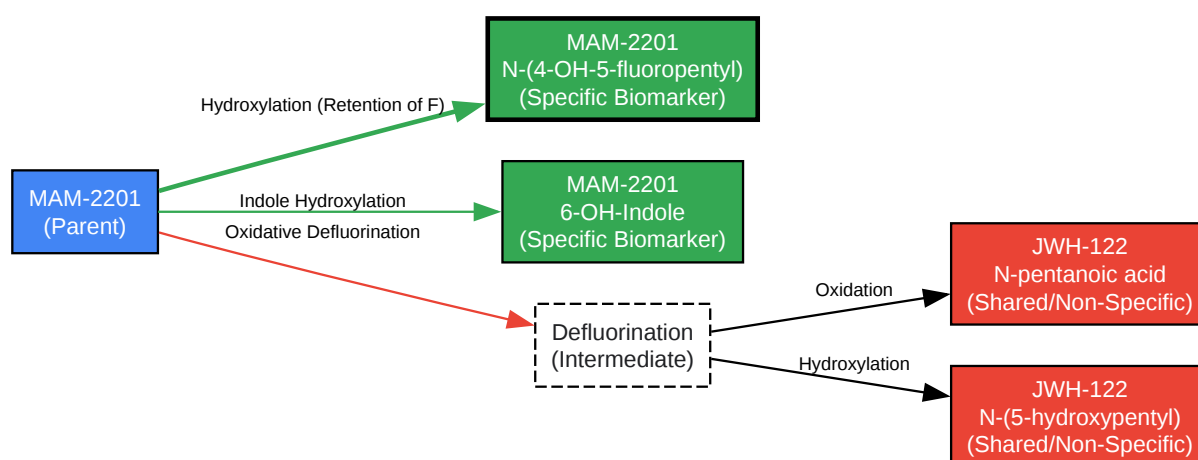 MAM-2201
N-(4-OH-5-fluoropentyl)
(Specific Biomarker)
Hydroxylation (Retention of F)
MAM-2201
(Parent)
Indole Hydroxylation
MAM-2201
6-OH-Indole
(Specific Biomarker)
Oxidative Defluorination
Defluorination
(Intermediate)
Oxidation
JWH-122
N-pentanoic acid
(Shared/Non-Specific)
Hydroxylation
JWH-122
N-(5-hydroxypentyl)
(Shared/Non-Specific)